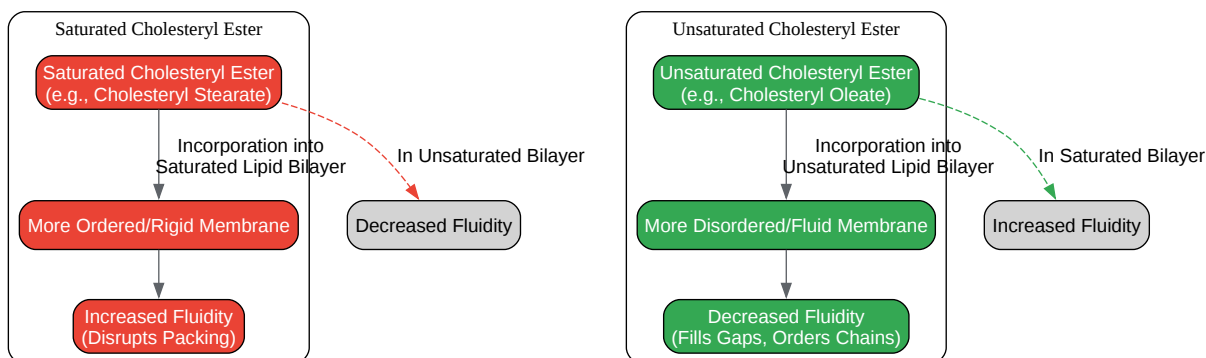 Saturated Cholesteryl Ester
Saturated Cholesteryl Ester
(e.g., Cholesteryl Stearate)
Incorporation into
Saturated Lipid Bilayer
In Unsaturated Bilayer
More Ordered/Rigid Membrane
Decreased Fluidity
Increased Fluidity
(Disrupts Packing)
Unsaturated Cholesteryl Ester
Unsaturated Cholesteryl Ester
(e.g., Cholesteryl Oleate)
Incorporation into
Unsaturated Lipid Bilayer
In Saturated Bilayer
More Disordered/Fluid Membrane
Increased Fluidity
Decreased Fluidity
(Fills Gaps, Orders Chains)